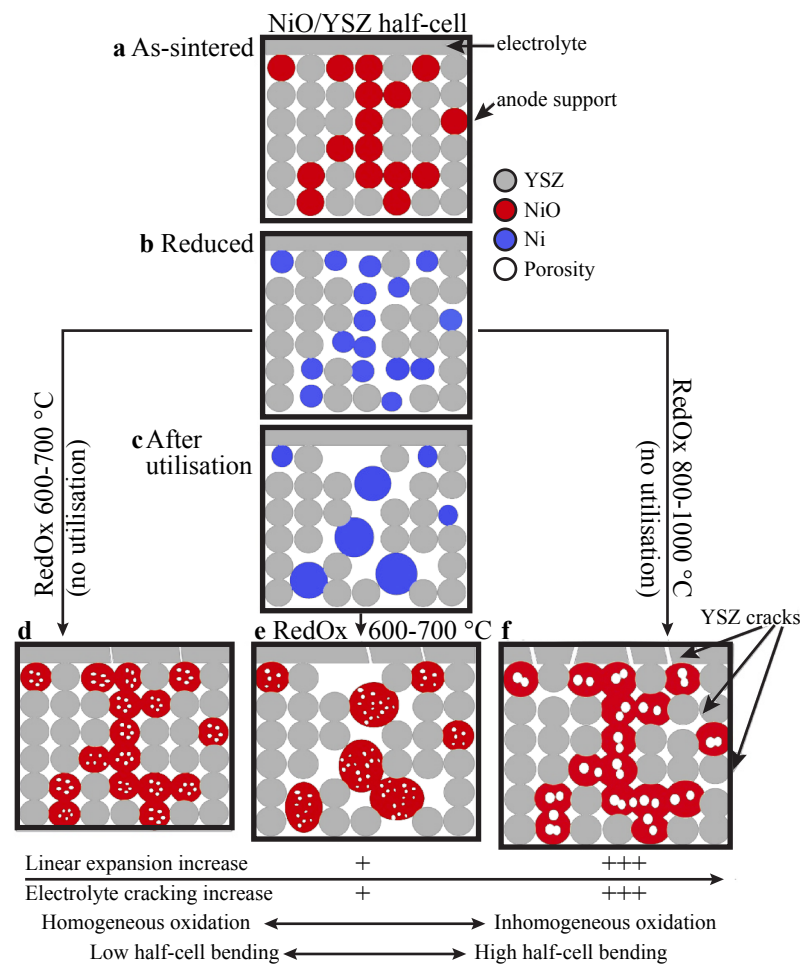 NiO/YSZ half-cell
a As-sintered
electrolyte
anode support
YSZ
NiO
Ni
Porosity
b Reduced
c After
utilisation
RedOx 600-700 °C
(no utilisation)
RedOx 800-1000 °C
(no utilisation)
YSZ cracks
d
e RedOx 600-700 °C
f
Linear expansion increase + +++
Electrolyte cracking increase + +++
Homogeneous oxidation Inhomogeneous oxidation
Low half-cell bending High half-cell bending